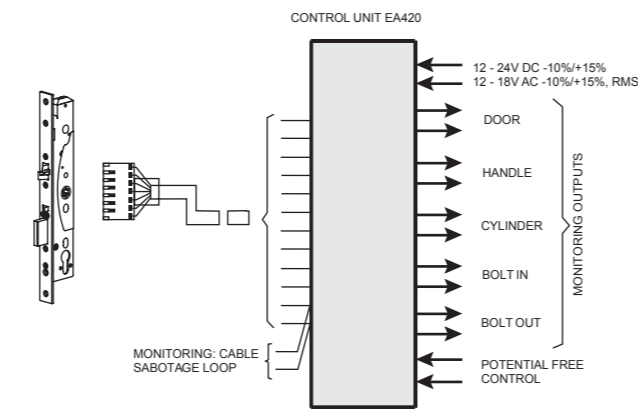 CONTROL UNIT EA420
12 - 24V DC -10%/+15%
12 - 18V AC -10%/+15%, RMS
DOOR
HANDLE
CYLINDER
BOLT IN
BOLT OUT
MONITORING OUTPUTS
MONITORING: CABLE
SABOTAGE LOOP
POTENTIAL FREE
CONTROL